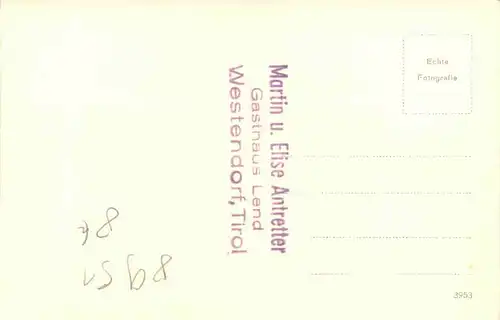 Echte
Fotografie
Martin u. Elise Antretter
Gasthaus Lend
Westendorf, Tirol
3953